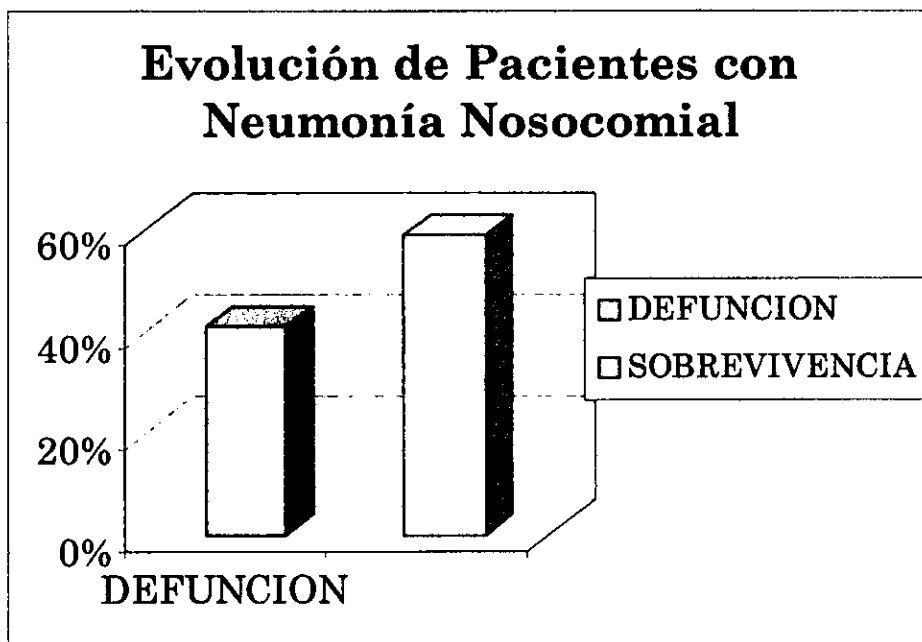 Evolución de Pacientes con
Neumonía Nosocomial
60%
40%
20%
0%
DEFUNCION
DEFUNCION
SOBREVIVENCIA